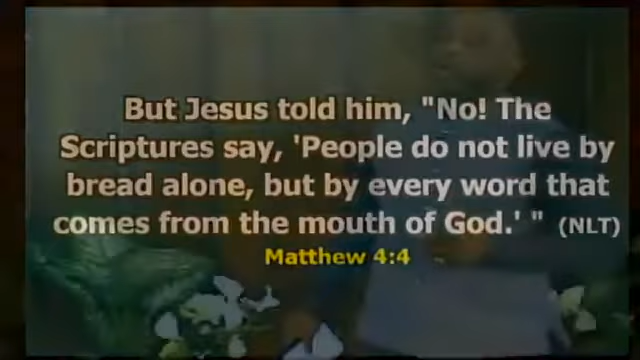 But Jesus told him, "No! The
Scriptures say, 'People do not live by
bread alone, but by every word that
comes from the mouth of God.' " (NLT)
Matthew 4:4